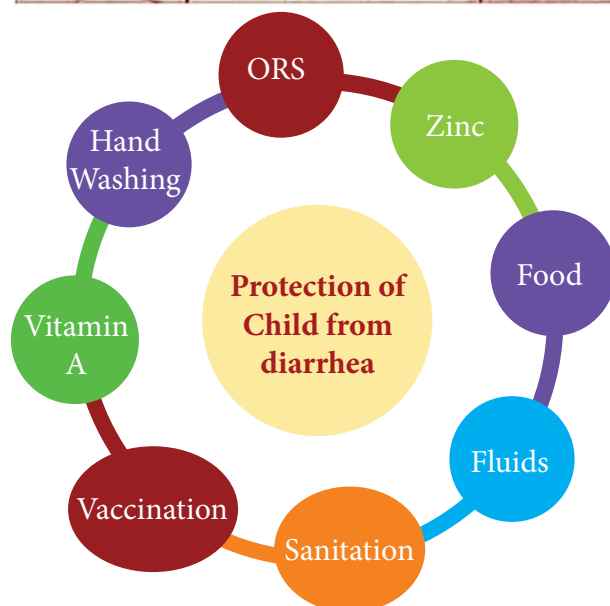 ORS
Zinc
Food
Fluids
Sanitation
Vaccination
Vitamin
A
Hand
Washing
Protection of
Child from
diarrhea